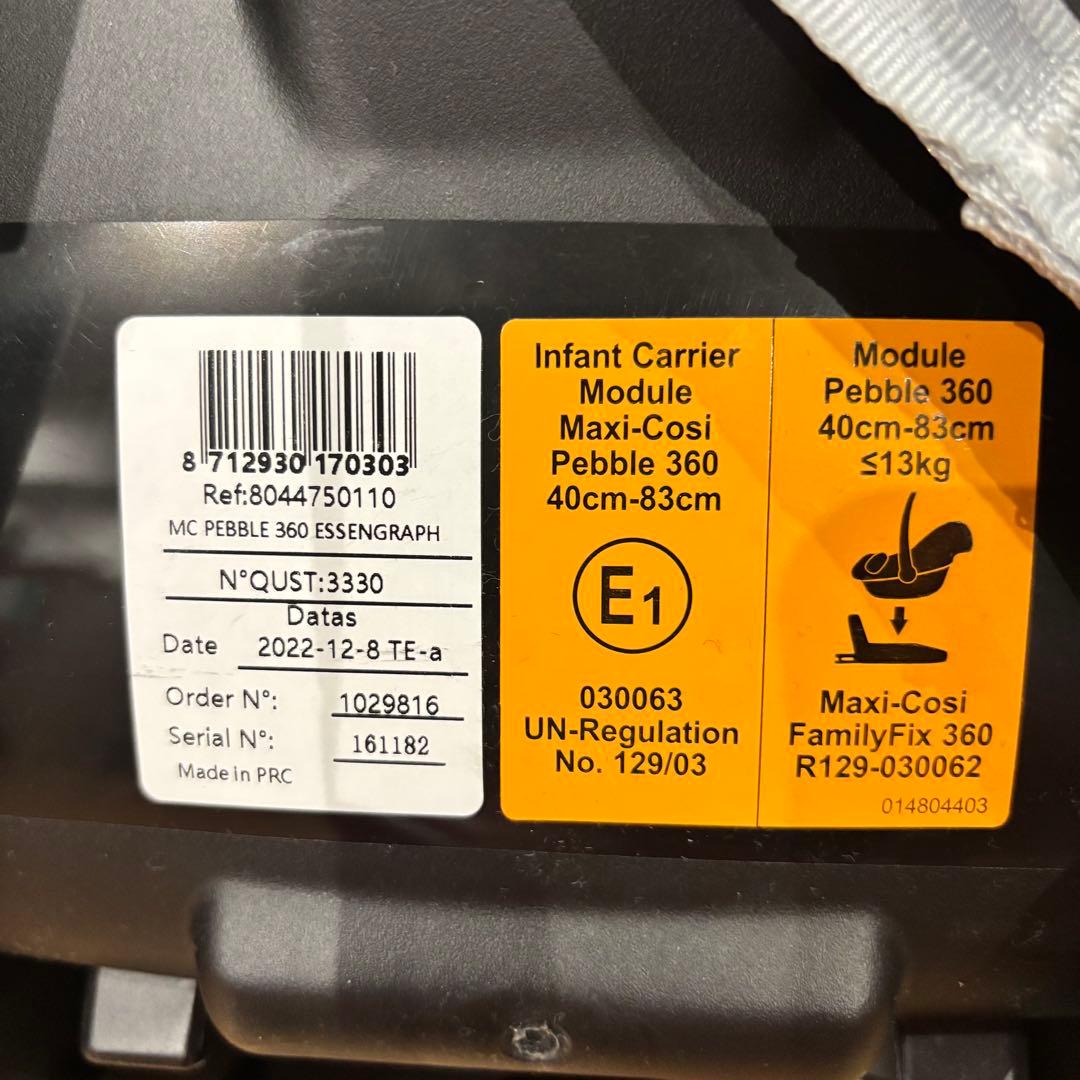 8 712930 170303
Ref:8044750110
MC PEBBLE 360 ESSENGRAPH
N°QUST:3330
Datas
Date 2022-12-8 TE-a
Order N°: 1029816
Serial N°: 161182
Made in PRC
Infant Carrier
Module
Maxi-Cosi
Pebble 360
40cm-83cm
E1
030063
UN-Regulation
No. 129/03
Module
Pebble 360
40cm-83cm
≤13kg
Maxi-Cosi
FamilyFix 360
R129-030062
014804403